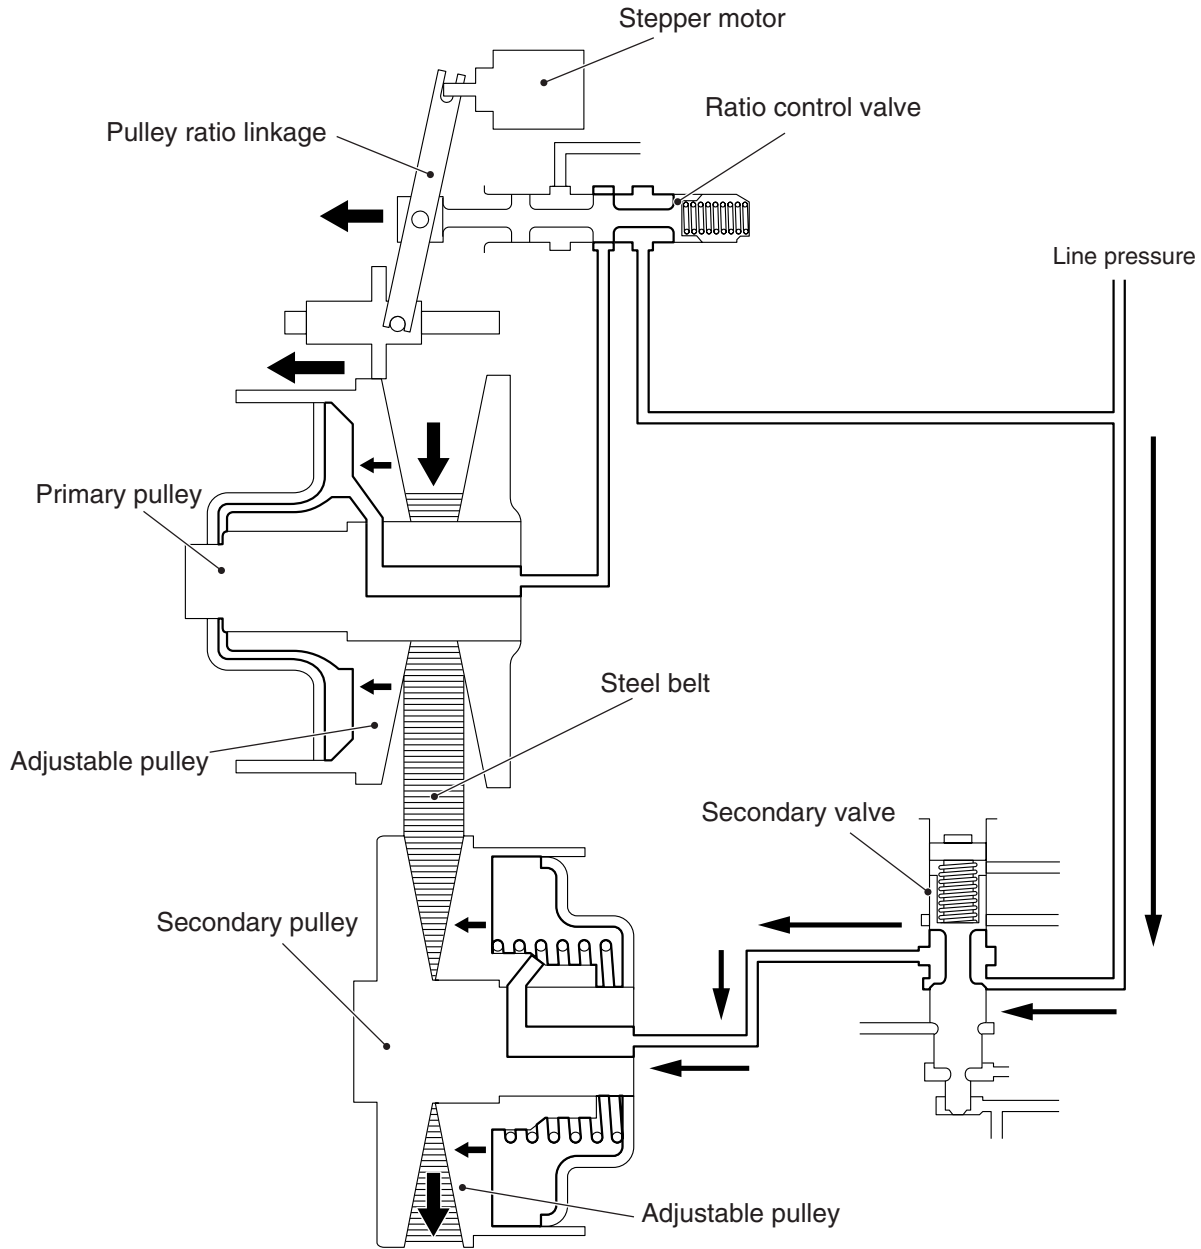 Stepper motor
Ratio control valve
Pulley ratio linkage
Line pressure
Primary pulley
Steel belt
Adjustable pulley
Secondary valve
Secondary pulley
Adjustable pulley